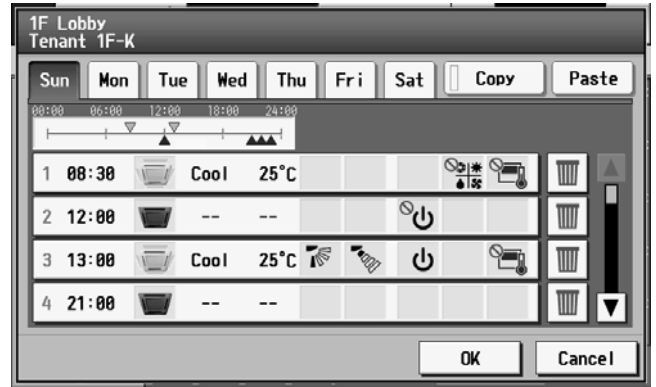 1F Lobby
Tenant 1F-K
Sun Mon Tue Wed Thu Fri Sat Copy Paste
00:00 06:00 12:00 18:00 24:00
1 08:30 Cool 25°C
2 12:00 -- --
3 13:00 Cool 25°C
4 21:00 -- --
OK Cancel